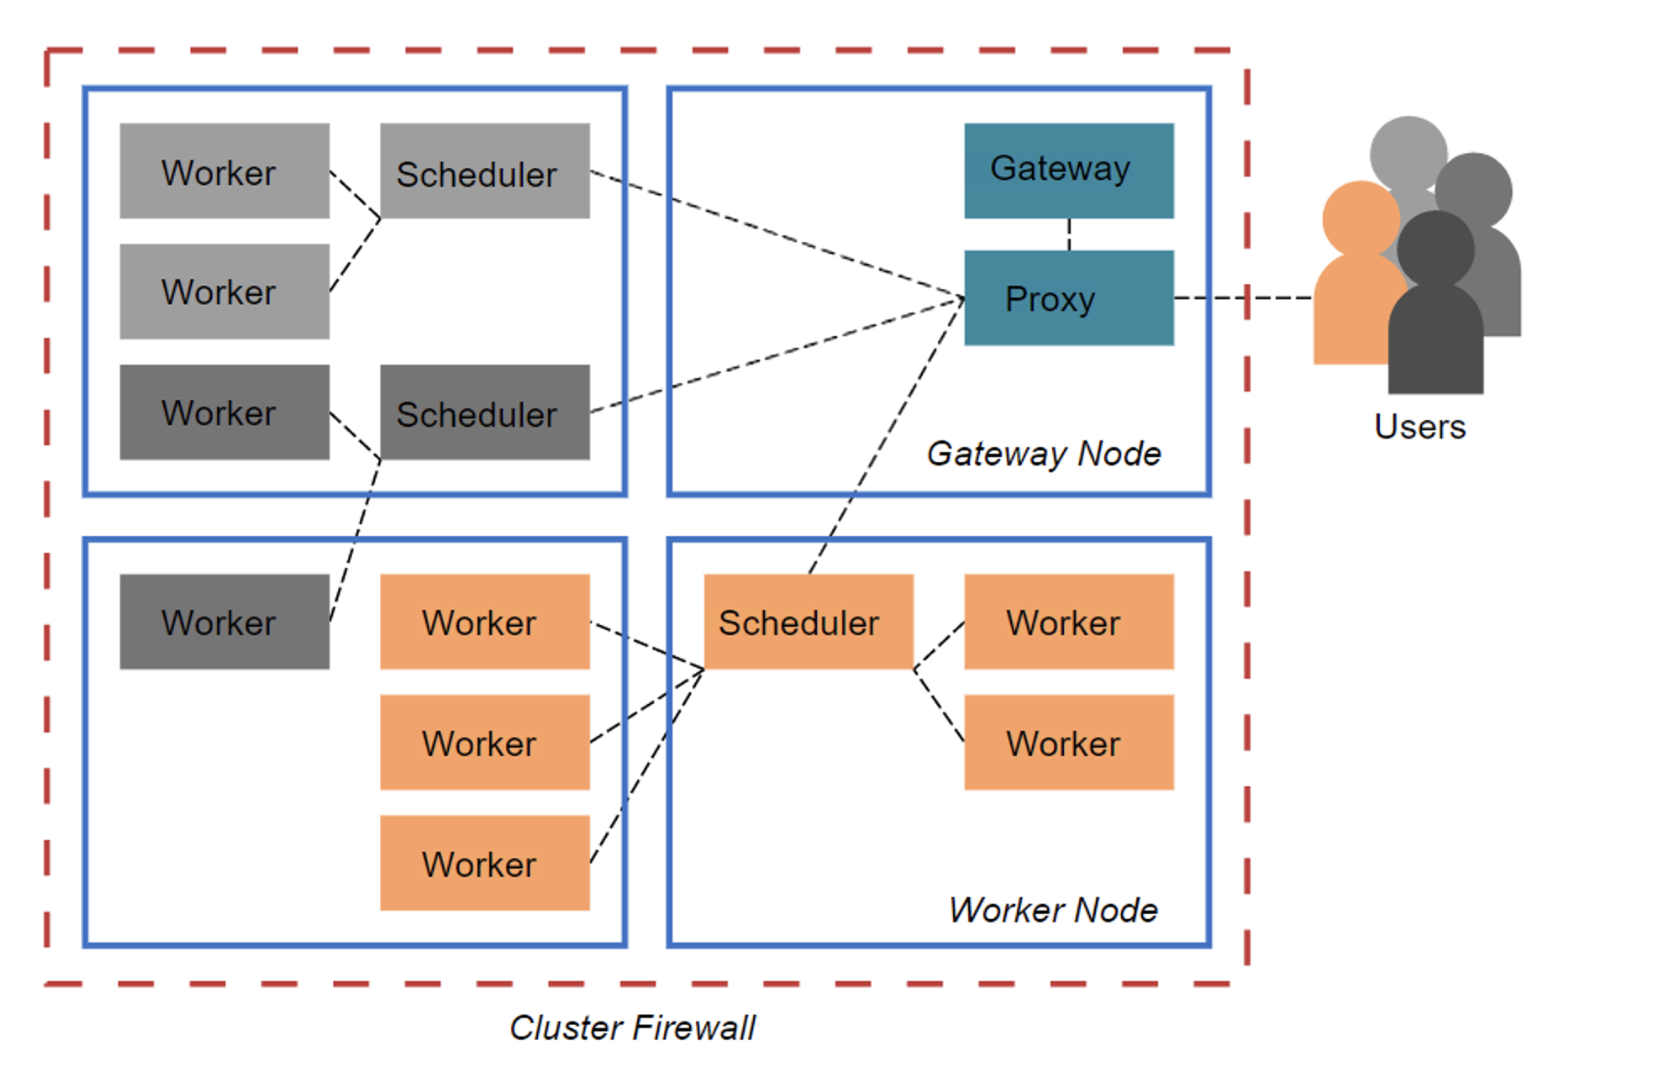 Worker
Scheduler
Worker
Worker
Scheduler
Gateway
Proxy
Gateway Node
Users
Worker
Worker
Worker
Worker
Scheduler
Worker
Worker
Worker Node
Cluster Firewall